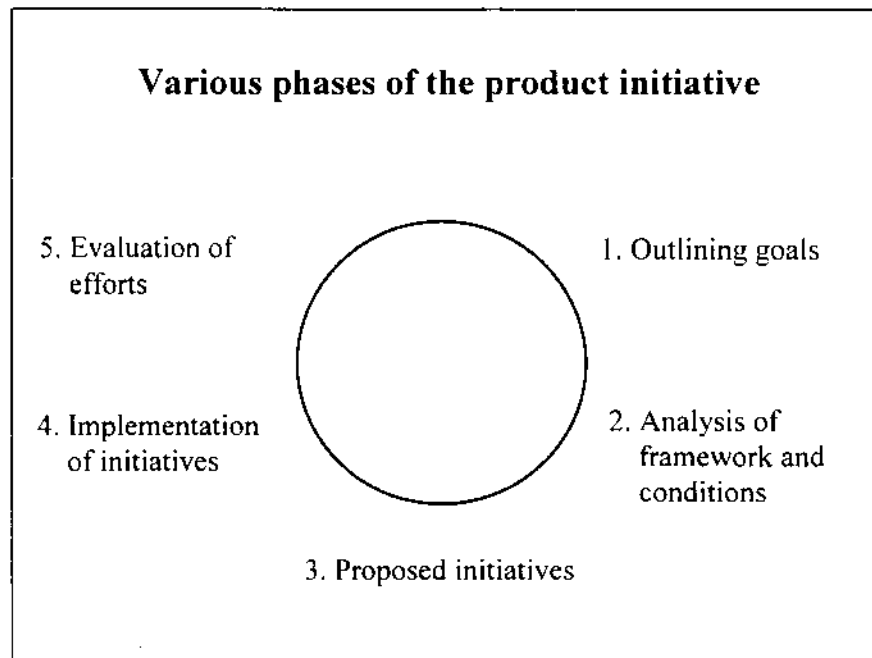 Various phases of the product initiative
1. Outlining goals
2. Analysis of
framework and
conditions
3. Proposed initiatives
4. Implementation
of initiatives
5. Evaluation of
efforts